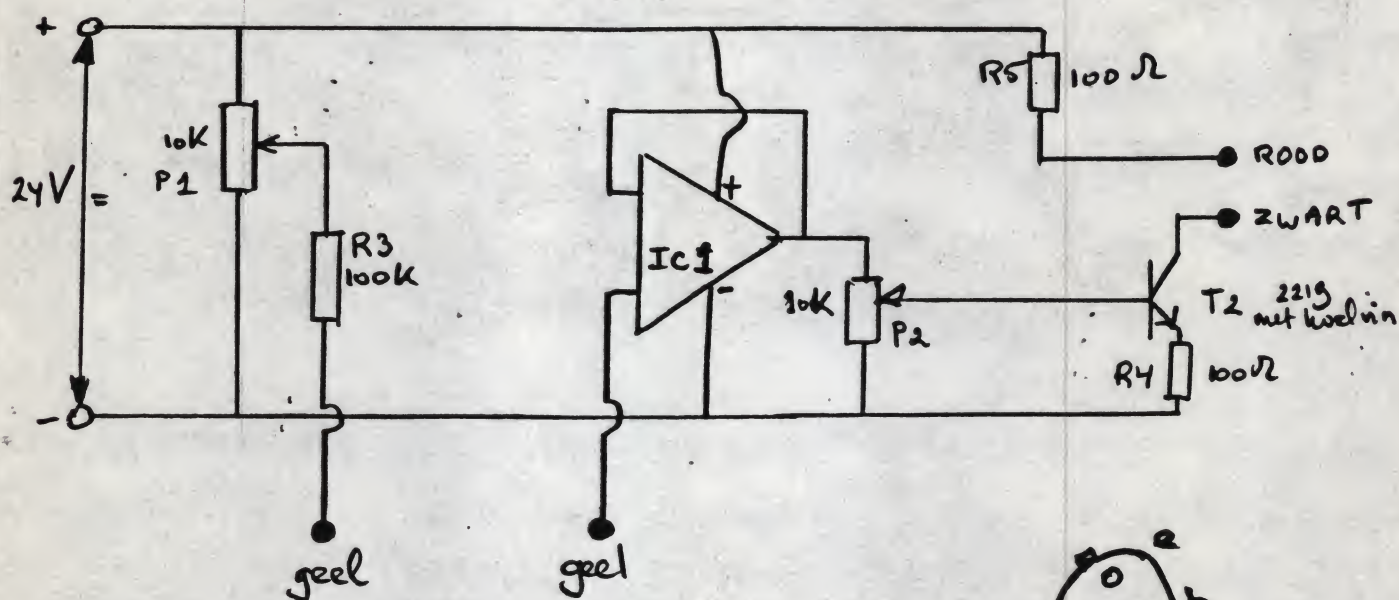 +
24V =
-
10K
P1
R3
100K
geel
geel
+
IC1
-
10K
P2
R5
100 Ω
ROOD
ZWART
T2 2219
met koelvin
R4
100Ω
e
o
b